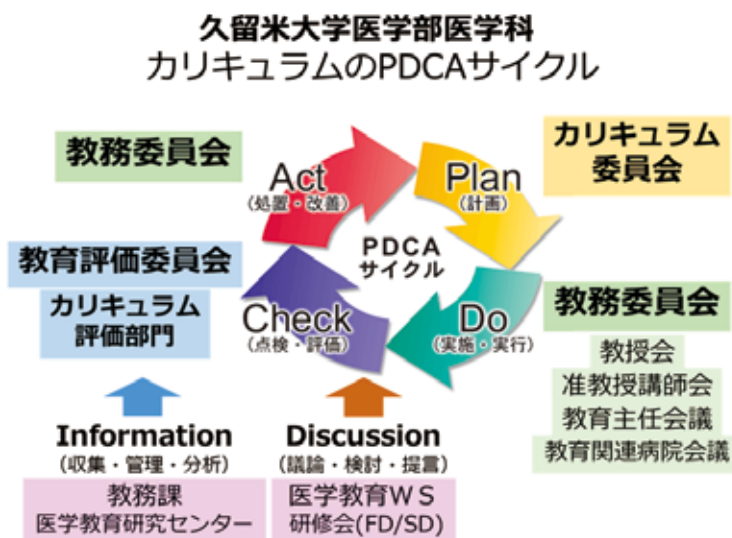 久留米大学医学部医学科
カリキュラムのPDCAサイクル
教務委員会
Act
(処置・改善)
Plan
(計画)
カリキュラム
委員会
PDCA
サイクル
教育評価委員会
カリキュラム
評価部門
Check
(点検・評価)
Do
(実施・実行)
教務委員会
教授会
准教授講師会
教育主任会議
教育関連病院会議
Information
(収集・管理・分析)
教務課
医学教育研究センター
Discussion
(議論・検討・提言)
医学教育WS
研修会(FD/SD)